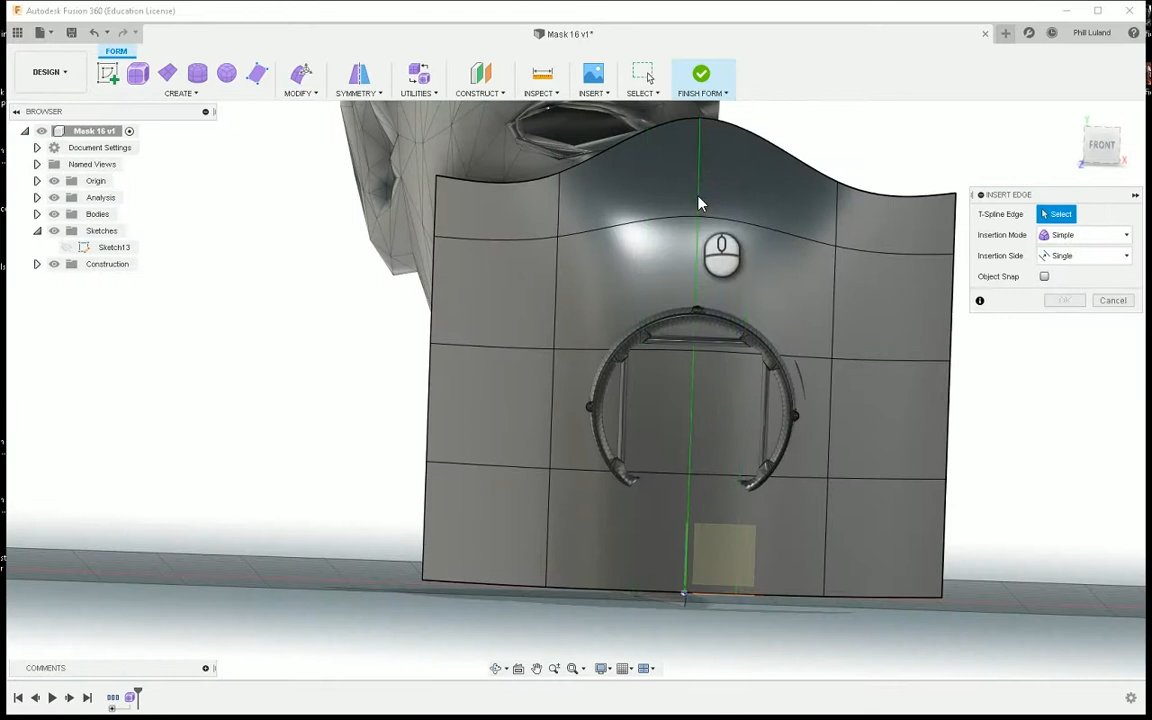 Autodesk Fusion 360 (Education License)
Mask 16 v1*
Phill Luland
FORM
DESIGN
CREATE
MODIFY
SYMMETRY
UTILITIES
CONSTRUCT
INSPECT
INSERT
SELECT
FINISH FORM
BROWSER
Mask 16 v1
Document Settings
Named Views
Origin
Analysis
Bodies
Sketches
Sketch13
Construction
FRONT
Y
Z
X
INSERT EDGE
T-Spline Edge
Select
Insertion Mode
Simple
Insertion Side
Single
Object Snap
OK
Cancel
COMMENTS